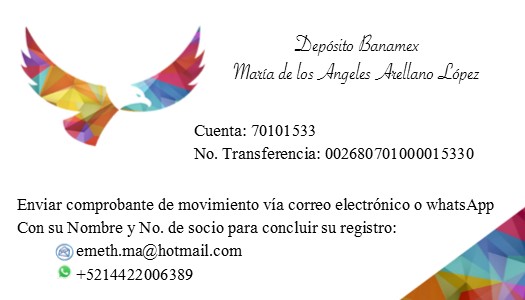 Depósito Banamex
María de los Angeles Arellano López
Cuenta: 70101533
No. Transferencia: 002680701000015330
Enviar comprobante de movimiento vía correo electrónico o whatsApp
Con su Nombre y No. de socio para concluir su registro:
emeth.ma@hotmail.com
+5214422006389